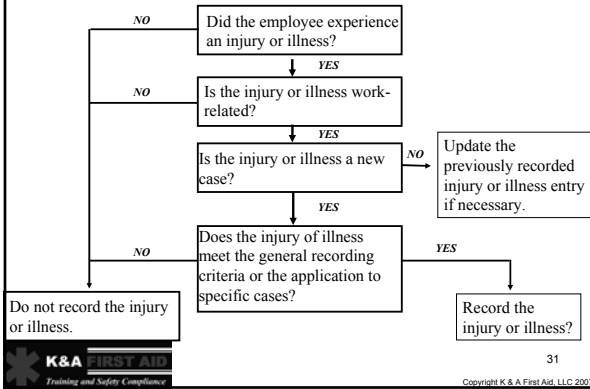 NO
Did the employee experience
an injury or illness?
YES
NO
Is the injury or illness work-
related?
YES
Is the injury or illness a new
case?
NO
Update the
previously recorded
injury or illness entry
if necessary.
YES
NO
Does the injury of illness
meet the general recording
criteria or the application to
specific cases?
YES
Do not record the injury
or illness.
Record the
injury or illness?
K&A FIRST AID
Training and Safety Compliance
31
Copyright K & A First Aid, LLC 2007